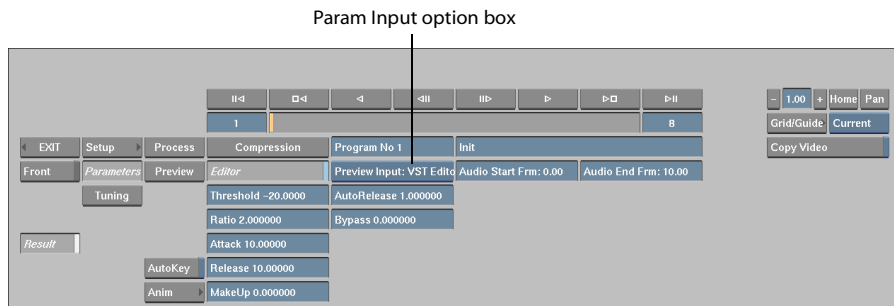 Param Input option box
1
8
− 1.00 + Home Pan
Grid/Guide Current
EXIT Setup Process Compression Program No 1 Init Copy Video
Front Parameters Preview Editor Preview Input: VST Edito Audio Start Frm: 0.00 Audio End Frm: 10.00
Tuning Threshold −20.0000 AutoRelease 1.000000
Ratio 2.000000 Bypass 0.000000
Result Attack 10.00000
AutoKey Release 10.00000
Anim MakeUp 0.000000